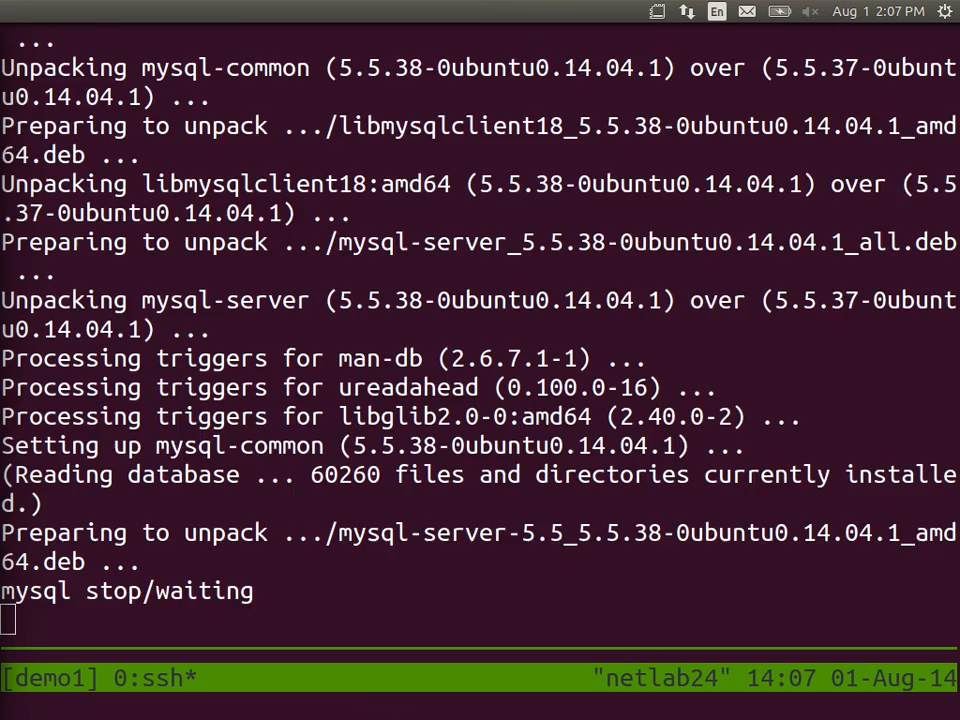 En Aug 1 2:07 PM
...
Unpacking mysql-common (5.5.38-0ubuntu0.14.04.1) over (5.5.37-0ubunt
u0.14.04.1) ...
Preparing to unpack .../libmysqlclient18_5.5.38-0ubuntu0.14.04.1_amd
64.deb ...
Unpacking libmysqlclient18:amd64 (5.5.38-0ubuntu0.14.04.1) over (5.5
.37-0ubuntu0.14.04.1) ...
Preparing to unpack .../mysql-server_5.5.38-0ubuntu0.14.04.1_all.deb
...
Unpacking mysql-server (5.5.38-0ubuntu0.14.04.1) over (5.5.37-0ubunt
u0.14.04.1) ...
Processing triggers for man-db (2.6.7.1-1) ...
Processing triggers for ureadahead (0.100.0-16) ...
Processing triggers for libglib2.0-0:amd64 (2.40.0-2) ...
Setting up mysql-common (5.5.38-0ubuntu0.14.04.1) ...
(Reading database ... 60260 files and directories currently installe
d.)
Preparing to unpack .../mysql-server-5.5_5.5.38-0ubuntu0.14.04.1_amd
64.deb ...
mysql stop/waiting
[demo1] 0:ssh* "netlab24" 14:07 01-Aug-14